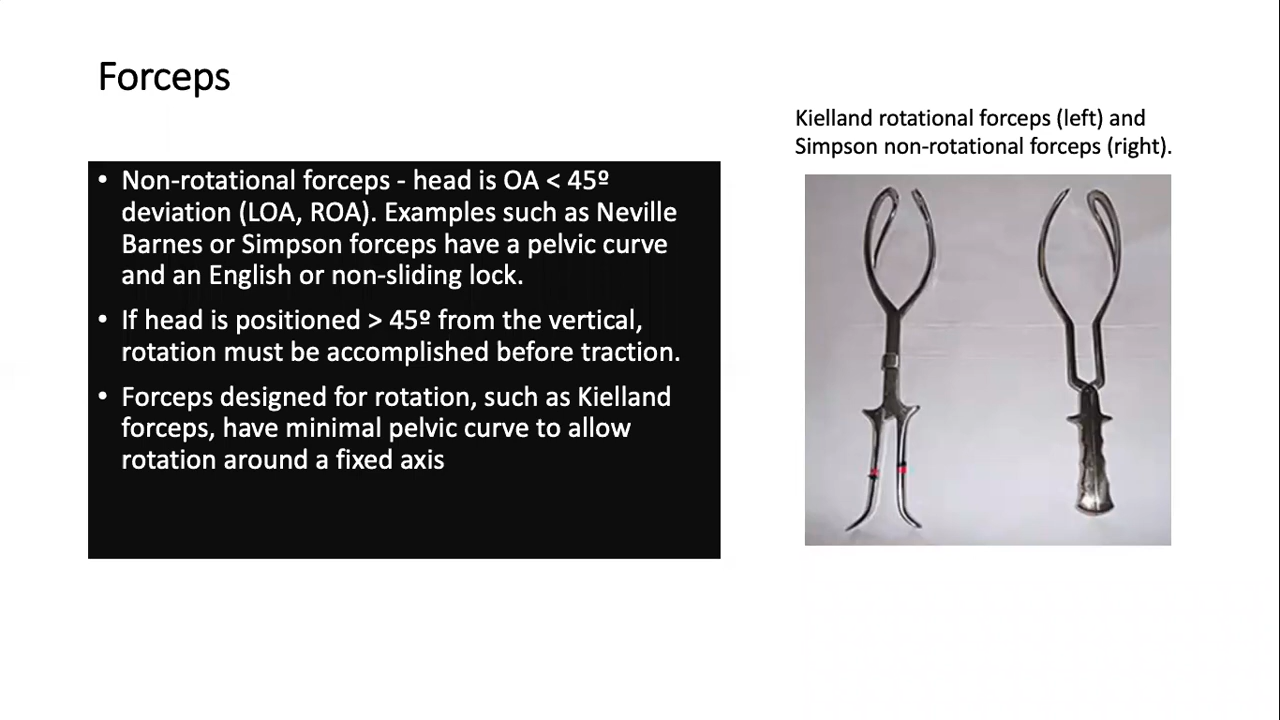 Forceps
Kielland rotational forceps (left) and
Simpson non-rotational forceps (right).
• Non-rotational forceps - head is OA < 45º
deviation (LOA, ROA). Examples such as Neville
Barnes or Simpson forceps have a pelvic curve
and an English or non-sliding lock.
• If head is positioned > 45º from the vertical,
rotation must be accomplished before traction.
• Forceps designed for rotation, such as Kielland
forceps, have minimal pelvic curve to allow
rotation around a fixed axis